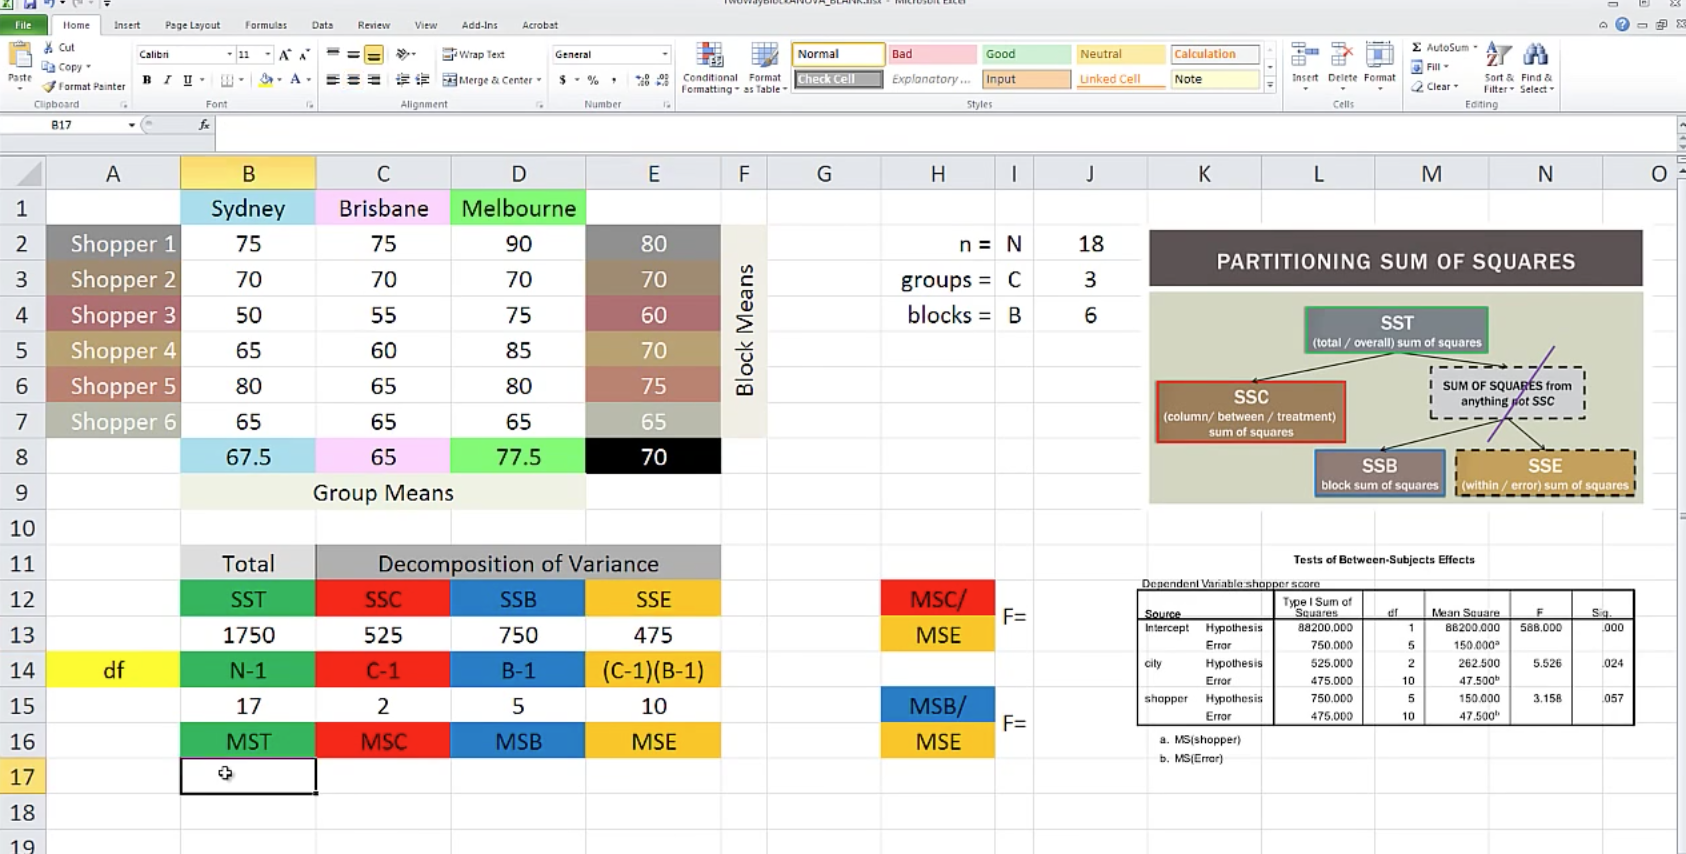 TwoWayBlockANOVA_BLANK.xlsx - Microsoft Excel
File Home Insert Page Layout Formulas Data Review View Add-Ins Acrobat
Paste
Cut
Copy
Format Painter
Clipboard
Calibri 11
B I U
Font
Wrap Text
Merge & Center
Alignment
General
$ % ,
Number
Conditional Formatting
Format as Table
Normal Bad Good Neutral Calculation
Check Cell Explanatory ... Input Linked Cell Note
Styles
Insert Delete Format
Cells
Σ AutoSum
Fill
Clear
Sort & Filter
Find & Select
Editing
B17 fx
A B C D E F G H I J K L M N O
1 Sydney Brisbane Melbourne
2 Shopper 1 75 75 90 80 n = N 18
3 Shopper 2 70 70 70 70 groups = C 3
4 Shopper 3 50 55 75 60 blocks = B 6
5 Shopper 4 65 60 85 70
6 Shopper 5 80 65 80 75
7 Shopper 6 65 65 65 65
Block Means
8 67.5 65 77.5 70
9 Group Means
10
11 Total Decomposition of Variance
12 SST SSC SSB SSE MSC/ F=
13 1750 525 750 475 MSE
14 df N-1 C-1 B-1 (C-1)(B-1)
15 17 2 5 10 MSB/ F=
16 MST MSC MSB MSE MSE
17
18
19
PARTITIONING SUM OF SQUARES
SST
(total / overall) sum of squares
SSC
(column/ between / treatment)
sum of squares
SUM OF SQUARES from
anything not SSC
SSB
block sum of squares
SSE
(within / error) sum of squares
Tests of Between-Subjects Effects
Dependent Variable:shopper score
Source Type I Sum of Squares df Mean Square F Sig.
Intercept Hypothesis 88200.000 1 88200.000 588.000 .000
Error 750.000 5 150.000ᵃ
city Hypothesis 525.000 2 262.500 5.526 .024
Error 475.000 10 47.500ᵇ
shopper Hypothesis 750.000 5 150.000 3.158 .057
Error 475.000 10 47.500ᵇ
a. MS(shopper)
b. MS(Error)